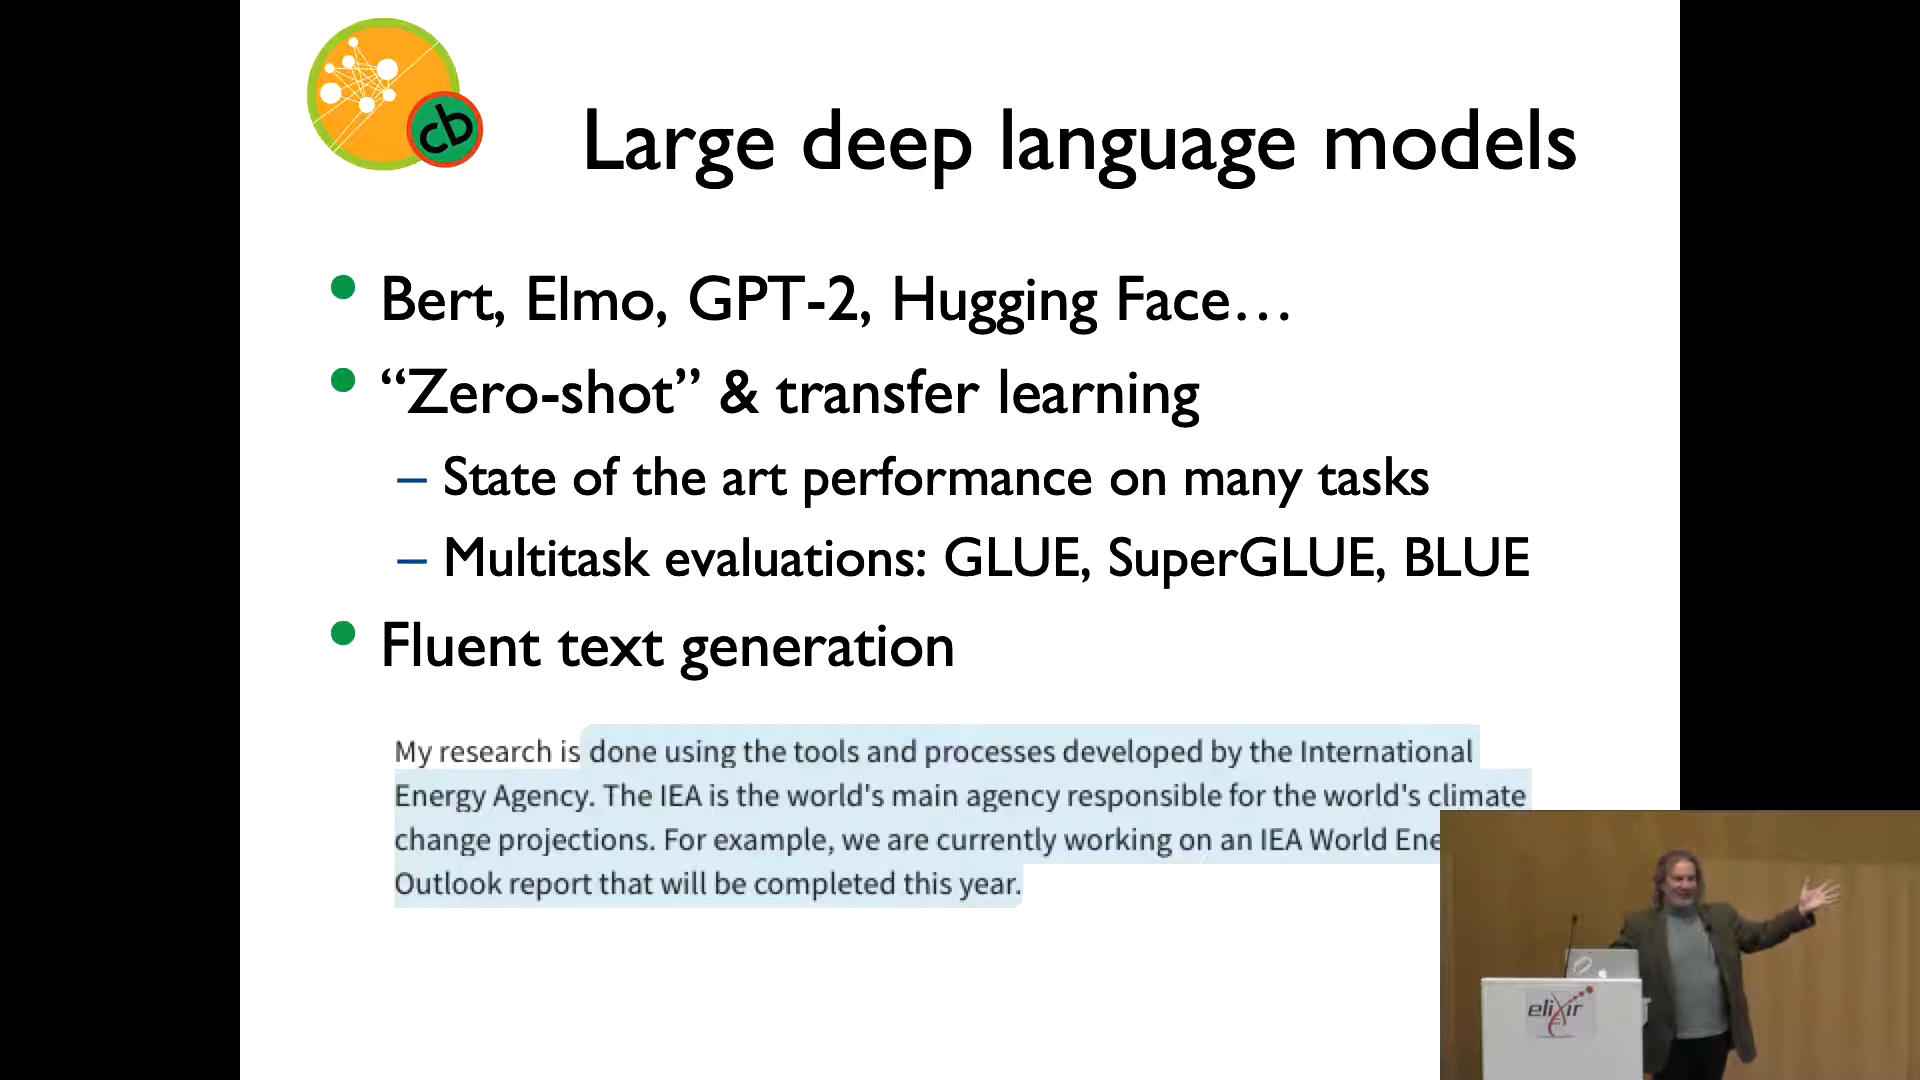 cb
Large deep language models
• Bert, Elmo, GPT-2, Hugging Face…
• “Zero-shot” & transfer learning
– State of the art performance on many tasks
– Multitask evaluations: GLUE, SuperGLUE, BLUE
• Fluent text generation
My research is done using the tools and processes developed by the International
Energy Agency. The IEA is the world's main agency responsible for the world's climate
change projections. For example, we are currently working on an IEA World Ene
Outlook report that will be completed this year.
elixir